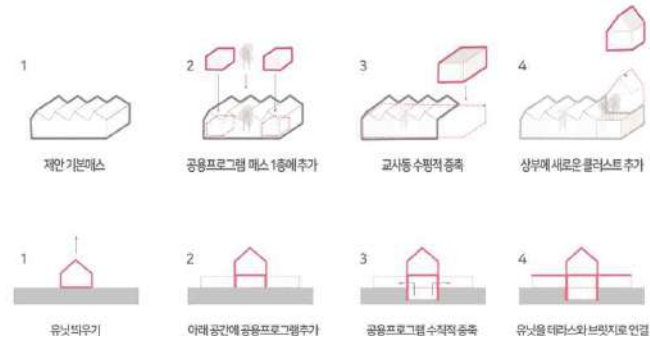 1
2
3
4
제안 기본매스
공용프로그램 매스 1층에 추가
교사동 수평적 증축
상부에 새로운 클러스트 추가
1
2
3
4
유닛 띄우기
아래 공간에 공용프로그램 추가
공용프로그램 수직적 증축
유닛을 테라스와 브릿지로 연결